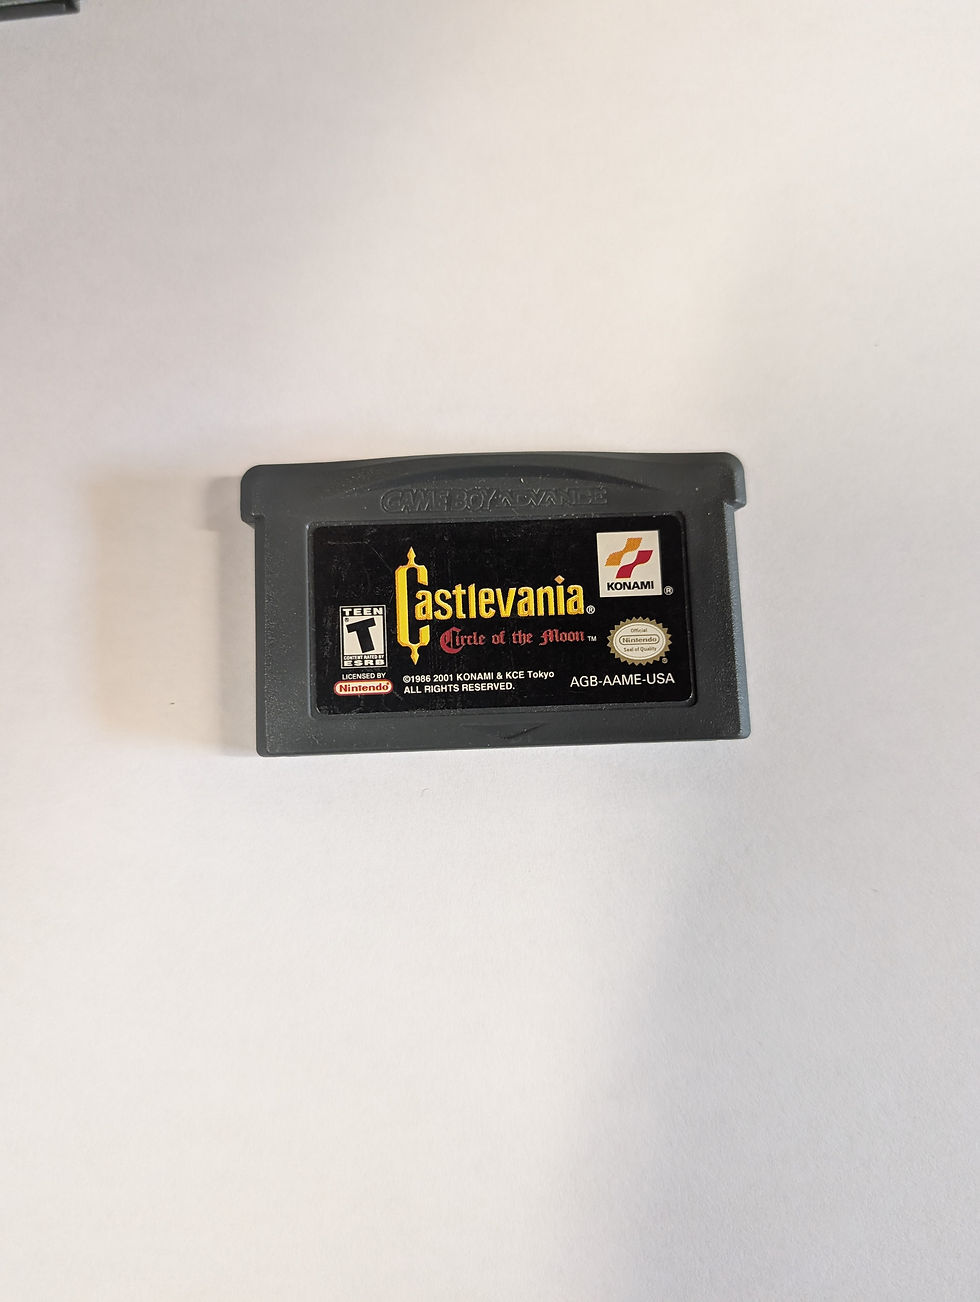 GAME BOY ADVANCE
KONAMI ®
Castlevania®
Circle of the Moon™
TEEN
®
T
CONTENT RATED BY
ESRB
Official
Nintendo
Seal of Quality
®
LICENSED BY
Nintendo®
©1986 2001 KONAMI & KCE Tokyo
ALL RIGHTS RESERVED.
AGB-AAME-USA